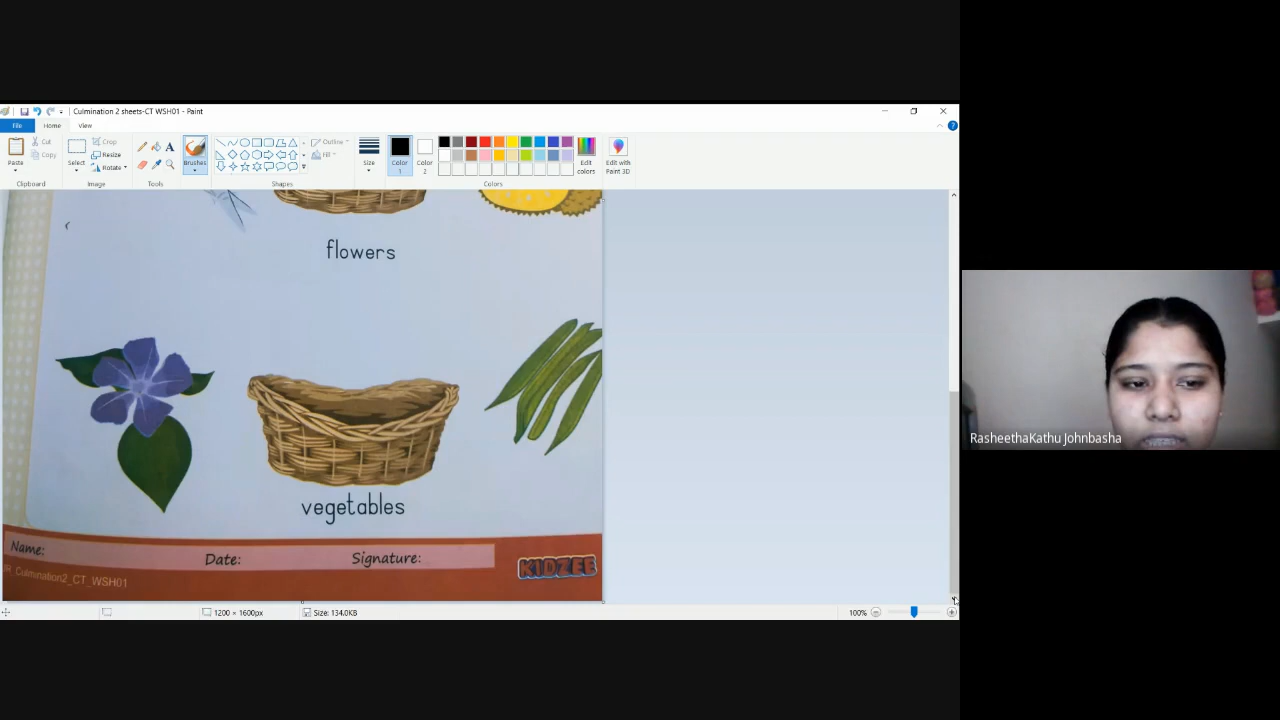 Culmination 2 sheets-CT WSH01 - Paint
File
Home
View
Paste
Cut
Copy
Clipboard
Select
Crop
Resize
Rotate
Image
A
Tools
Brushes
Outline
Fill
Shapes
Size
Color 1
Color 2
Edit colors
Edit with Paint 3D
Colors
flowers
vegetables
Name:
Date:
Signature:
KIDZEE
Culmination2_CT_WSH01
1200 × 1600px
Size: 134.0KB
100%
RasheethaKathu Johnbasha